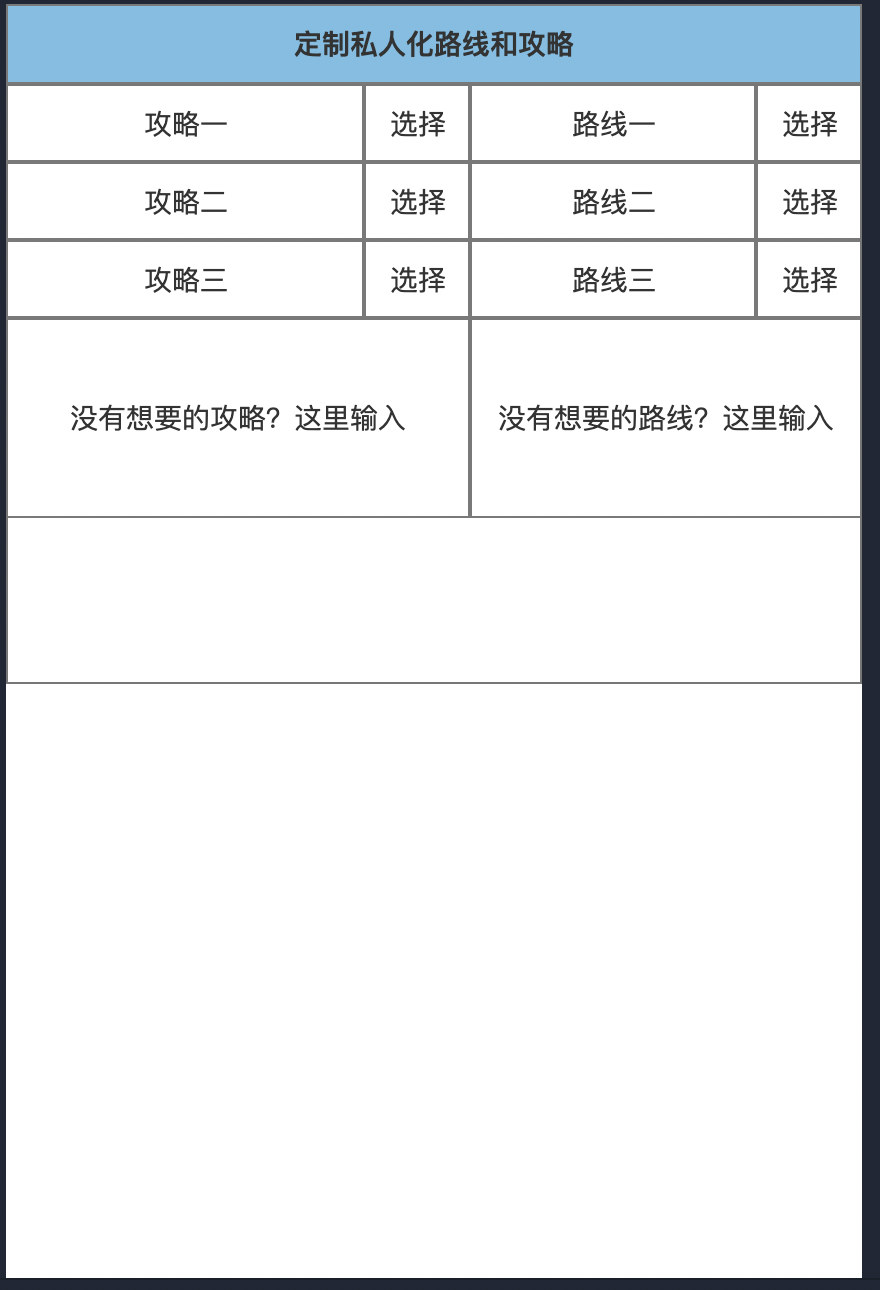 定制私人化路线和攻略
攻略一 选择 路线一 选择
攻略二 选择 路线二 选择
攻略三 选择 路线三 选择
没有想要的攻略？这里输入 没有想要的路线？这里输入